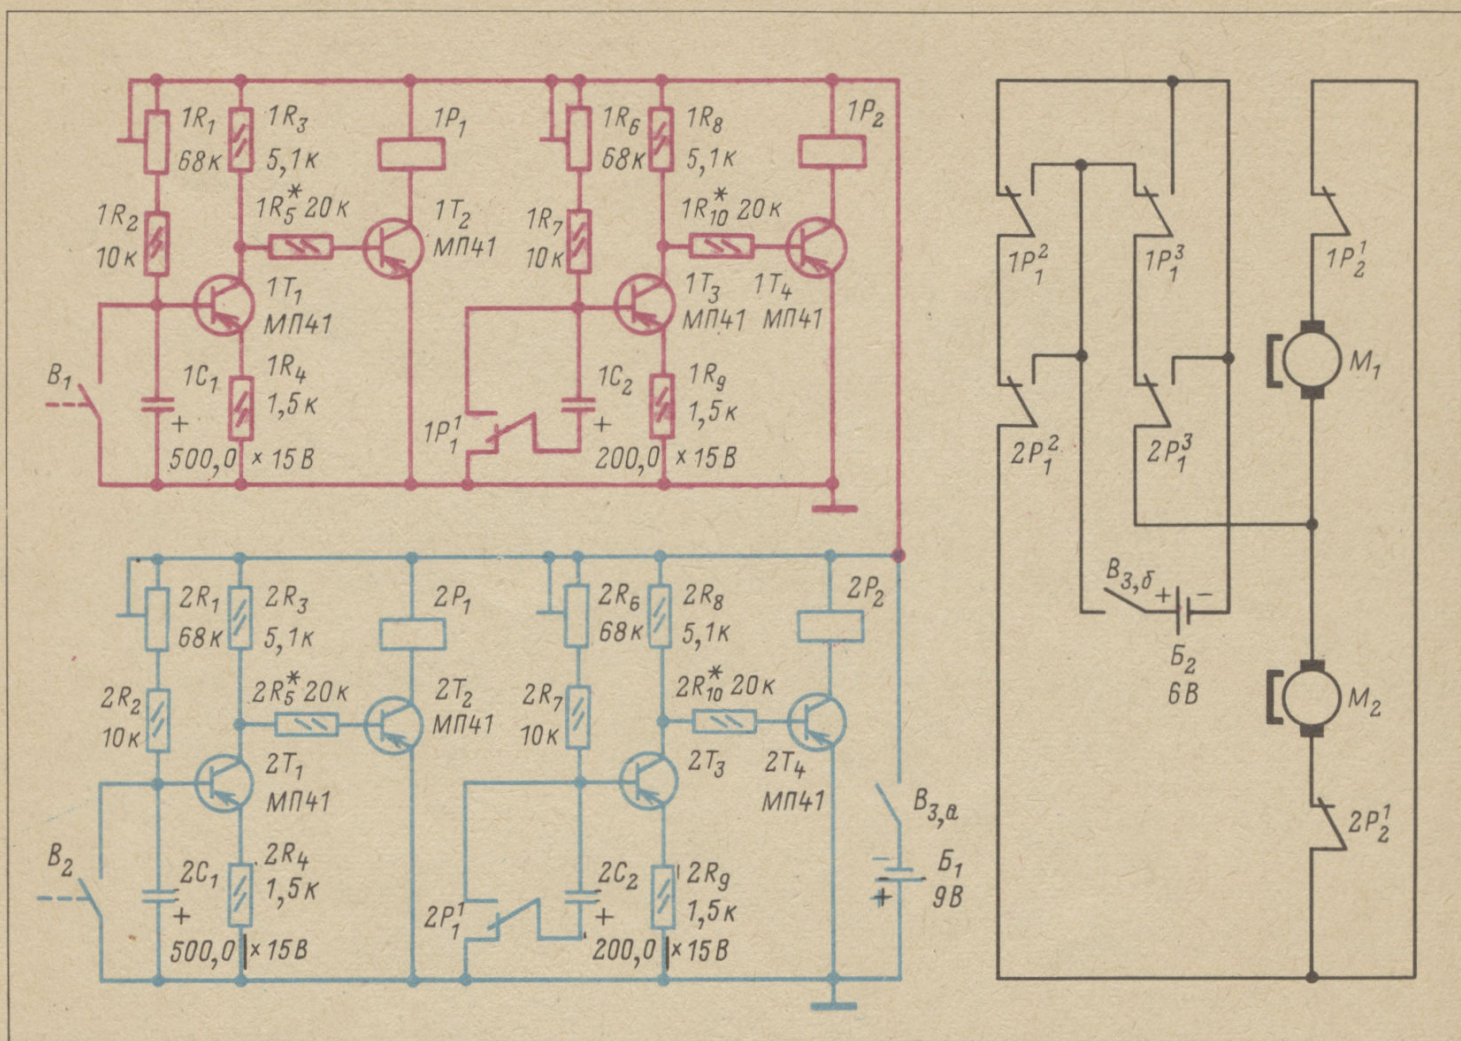 1R₁
68к
1R₃
5,1к
1P₁
1R₂
10к
1R₅* 20к
1T₂
МП41
1T₁
МП41
B₁
1C₁
+
500,0 × 15В
1R₄
1,5к
1R₆
68к
1R₈
5,1к
1P₂
1R₇
10к
1R₁₀* 20к
1T₃
МП41
1T₄
МП41
1P₁¹
1C₂
+
200,0 × 15В
1R₉
1,5к
2R₁
68к
2R₃
5,1к
2P₁
2R₂
10к
2R₅* 20к
2T₂
МП41
2T₁
МП41
B₂
2C₁
+
500,0 × 15В
2R₄
1,5к
2R₆
68к
2R₈
5,1к
2P₂
2R₇
10к
2R₁₀* 20к
2T₃
2T₄
МП41
2P₁¹
2C₂
+
200,0 × 15В
2R₉
1,5к
B₃,а
−
+
Б₁
9В
1P₁²
1P₁³
1P₂¹
2P₁²
2P₁³
M₁
B₃,б
+ −
Б₂
6В
M₂
2P₂¹